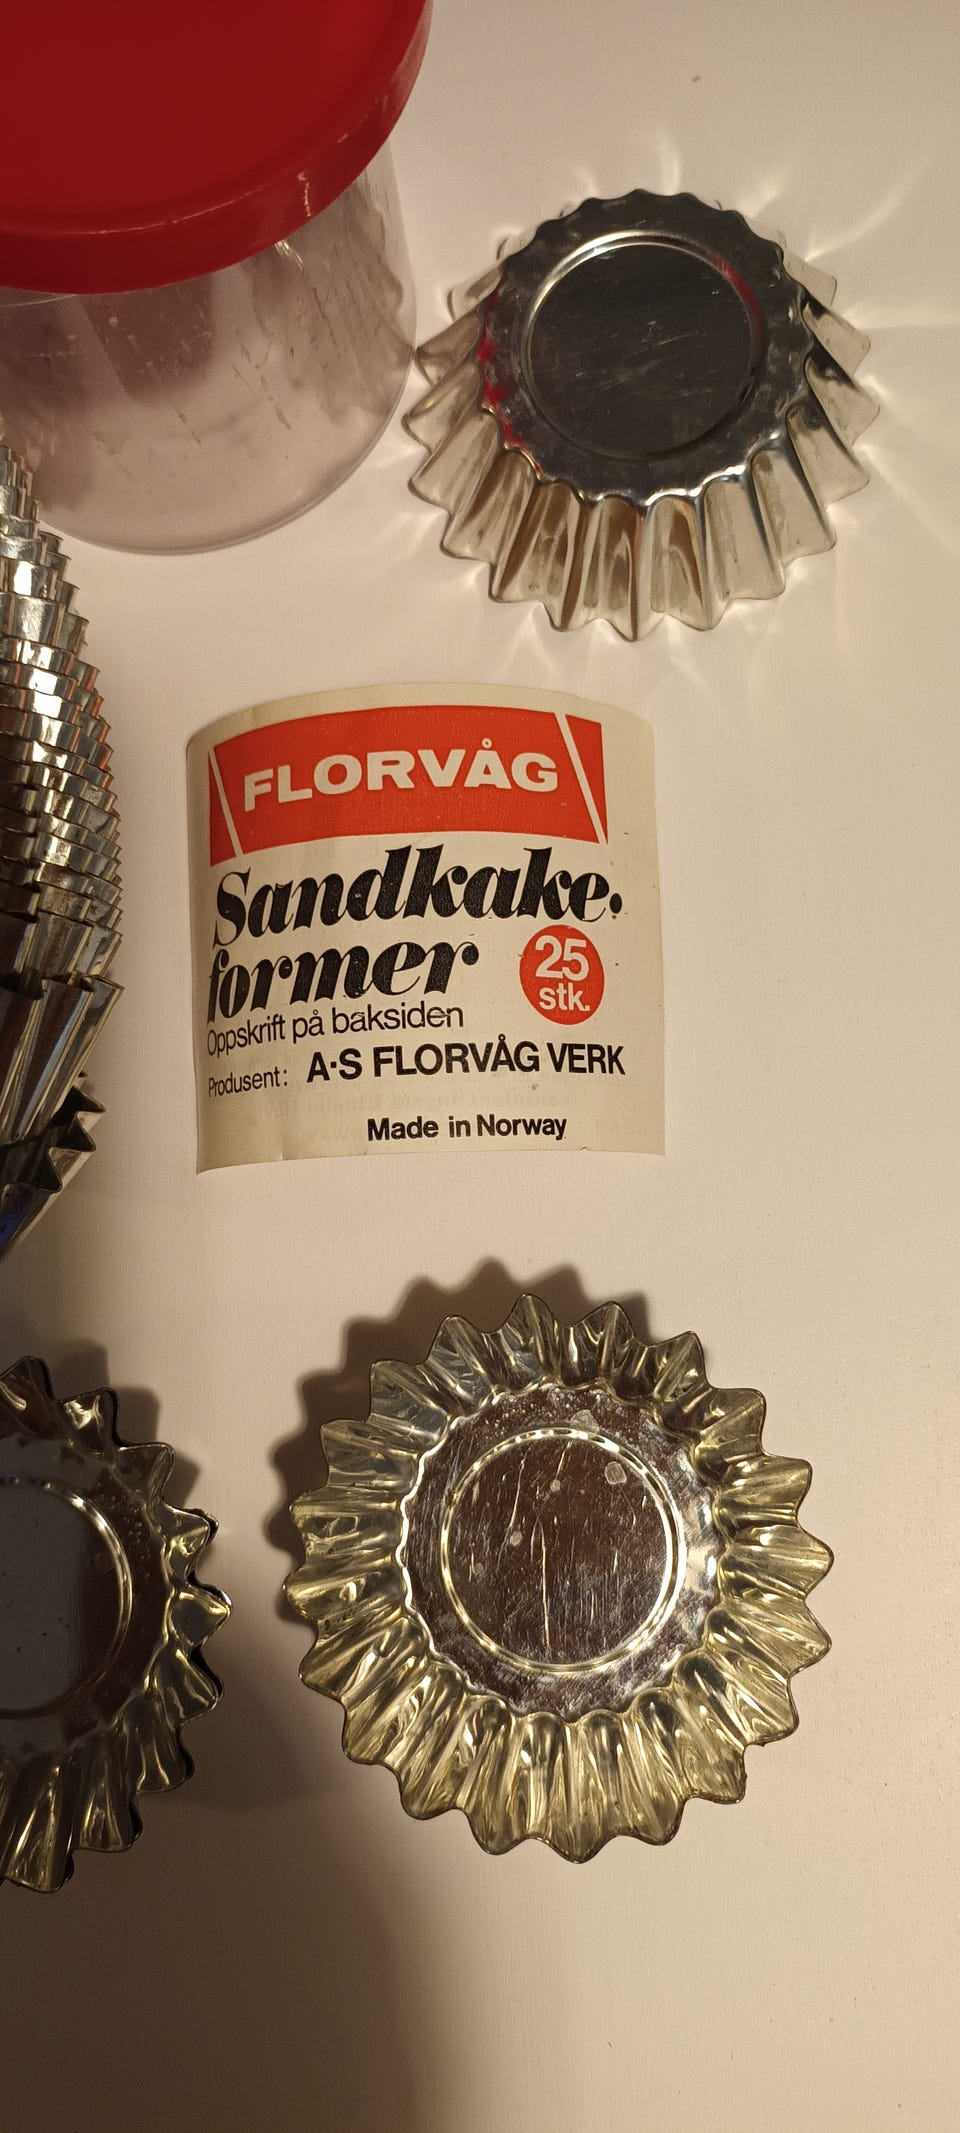 FLORVÅG
Sandkake.
former
25
stk.
Oppskrift på baksiden
Produsent: A·S FLORVÅG VERK
Made in Norway